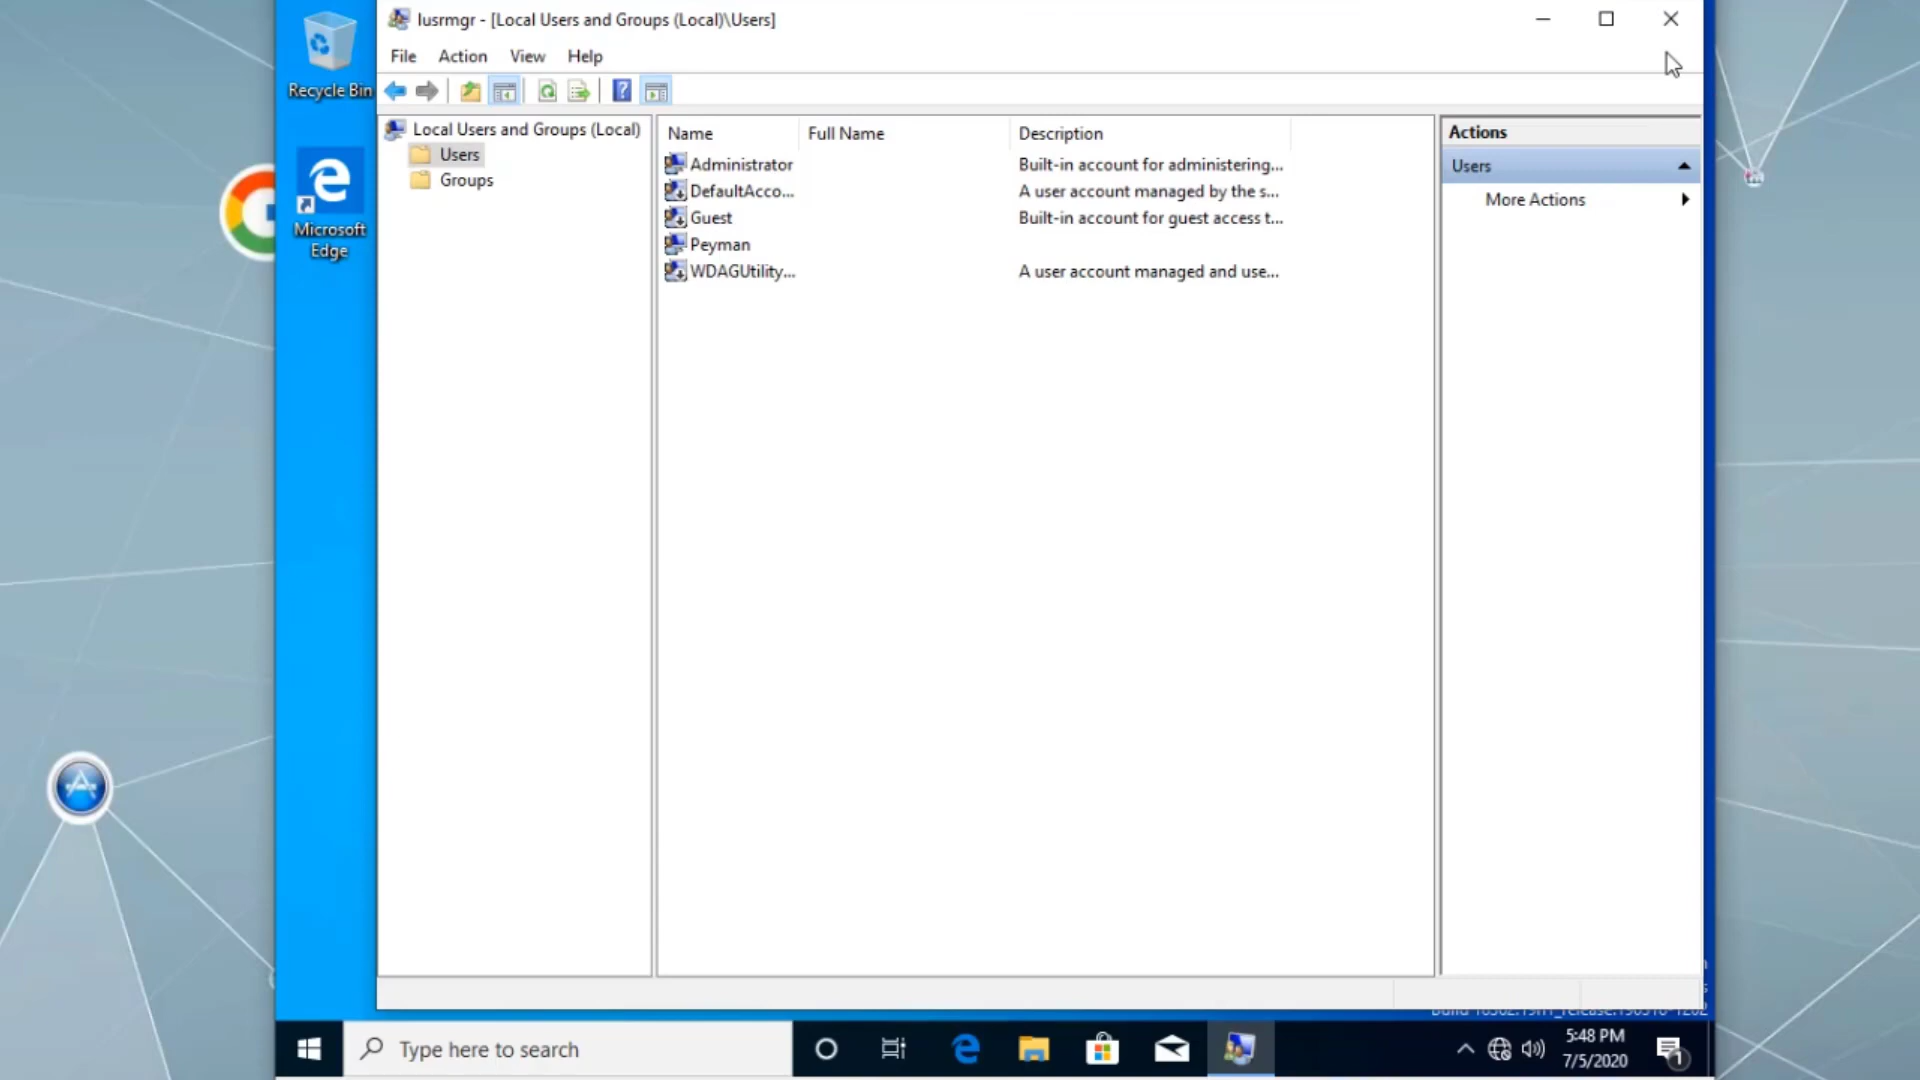 lusrmgr - [Local Users and Groups (Local)\Users]
File Action View Help
Recycle Bin
Microsoft
Edge
Local Users and Groups (Local)
Users
Groups
Name Full Name Description
Administrator Built-in account for administering...
DefaultAcco... A user account managed by the s...
Guest Built-in account for guest access t...
Peyman
WDAGUtility... A user account managed and use...
Actions
Users
More Actions
Type here to search
5:48 PM
7/5/2020
1